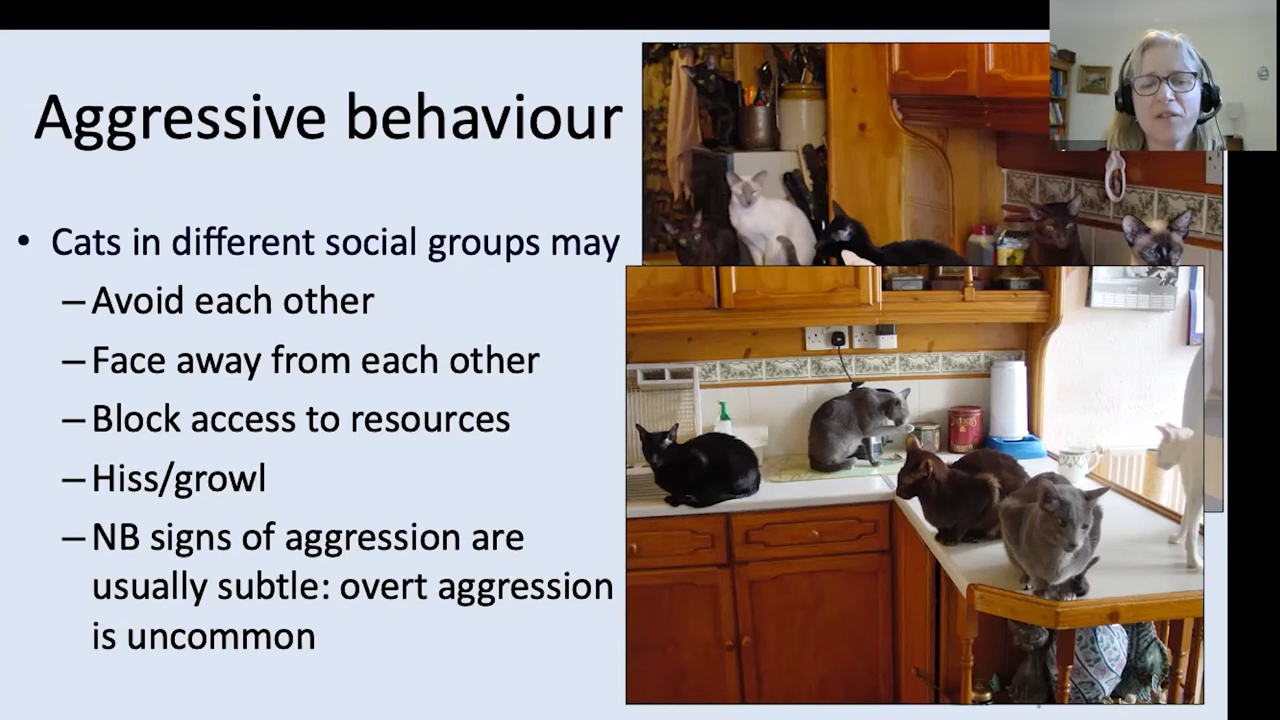 Aggressive behaviour
• Cats in different social groups may
– Avoid each other
– Face away from each other
– Block access to resources
– Hiss/growl
– NB signs of aggression are
usually subtle: overt aggression
is uncommon